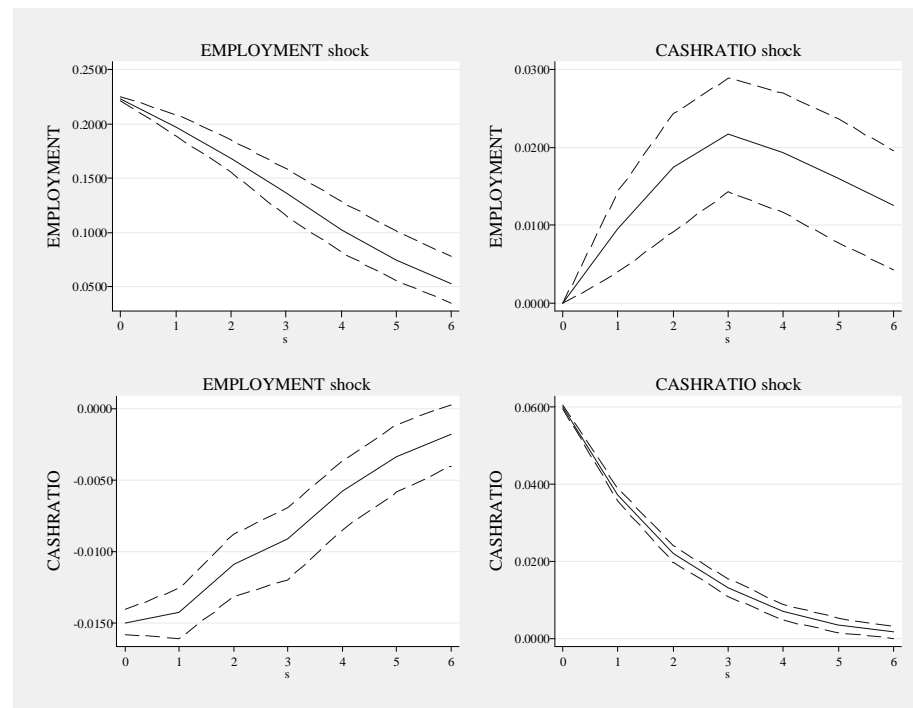 EMPLOYMENT shock
EMPLOYMENT
0.2500
0.2000
0.1500
0.1000
0.0500
0 1 2 3 4 5 6
s
CASHRATIO shock
EMPLOYMENT
0.0300
0.0200
0.0100
0.0000
0 1 2 3 4 5 6
s
EMPLOYMENT shock
CASHRATIO
0.0000
-0.0050
-0.0100
-0.0150
0 1 2 3 4 5 6
s
CASHRATIO shock
CASHRATIO
0.0600
0.0400
0.0200
0.0000
0 1 2 3 4 5 6
s